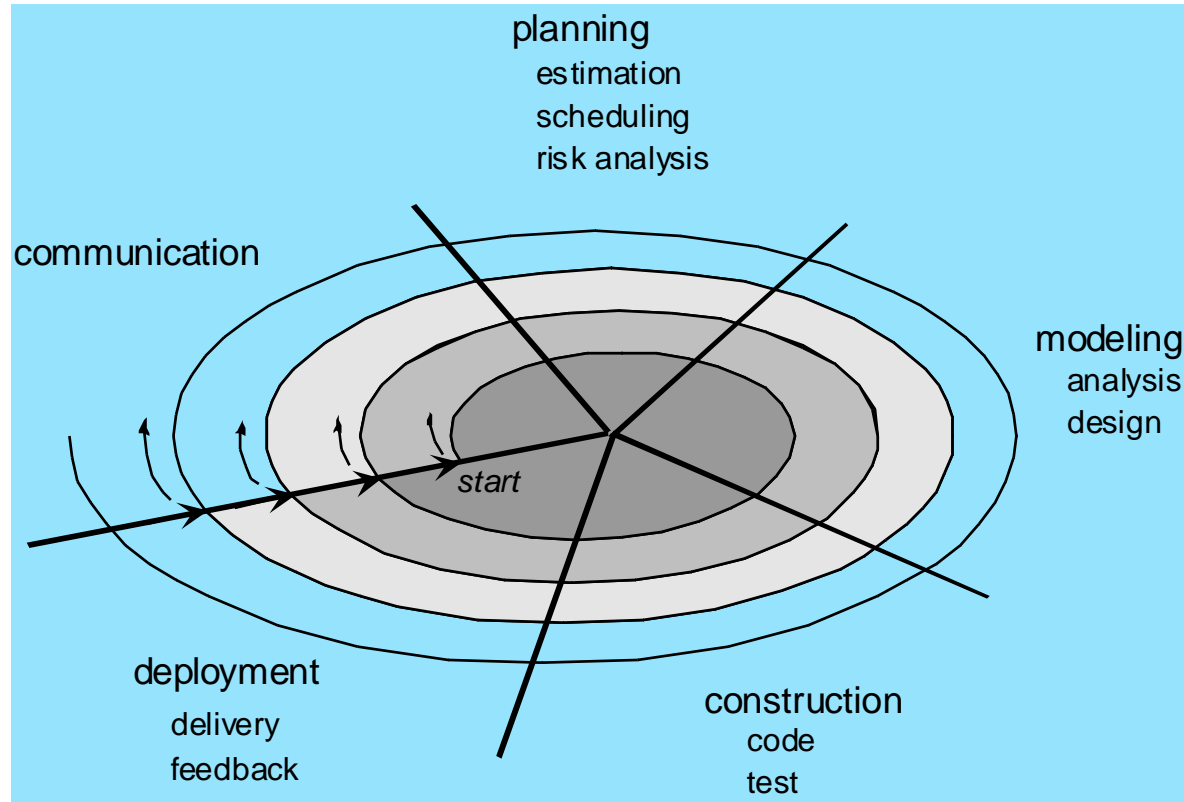 planning
estimation
scheduling
risk analysis
communication
modeling
analysis
design
start
deployment
delivery
feedback
construction
code
test